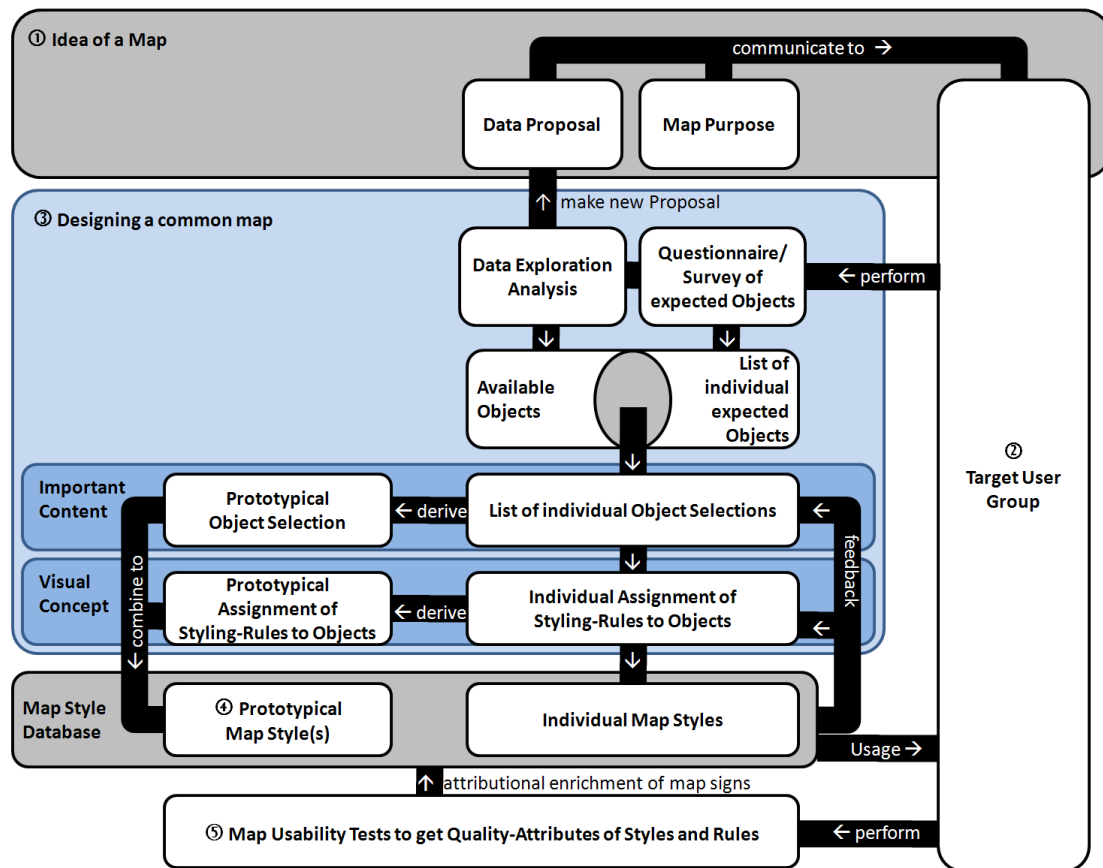 ① Idea of a Map
communicate to →
Data Proposal
Map Purpose
↑ make new Proposal
③ Designing a common map
Data Exploration
Analysis
Questionnaire/
Survey of
expected Objects
← perform
↓
↓
Available
Objects
List of
individual
expected
Objects
②
Target User
Group
↓
Important
Content
Prototypical
Object Selection
← derive
List of individual Object Selections
←
feedback
← combine to
↓
Visual
Concept
Prototypical
Assignment of
Styling-Rules to Objects
← derive
Individual Assignment of
Styling-Rules to Objects
←
↓
Map Style
Database
④ Prototypical
Map Style(s)
Individual Map Styles
Usage →
↑ attributional enrichment of map signs
⑤ Map Usability Tests to get Quality-Attributes of Styles and Rules
← perform